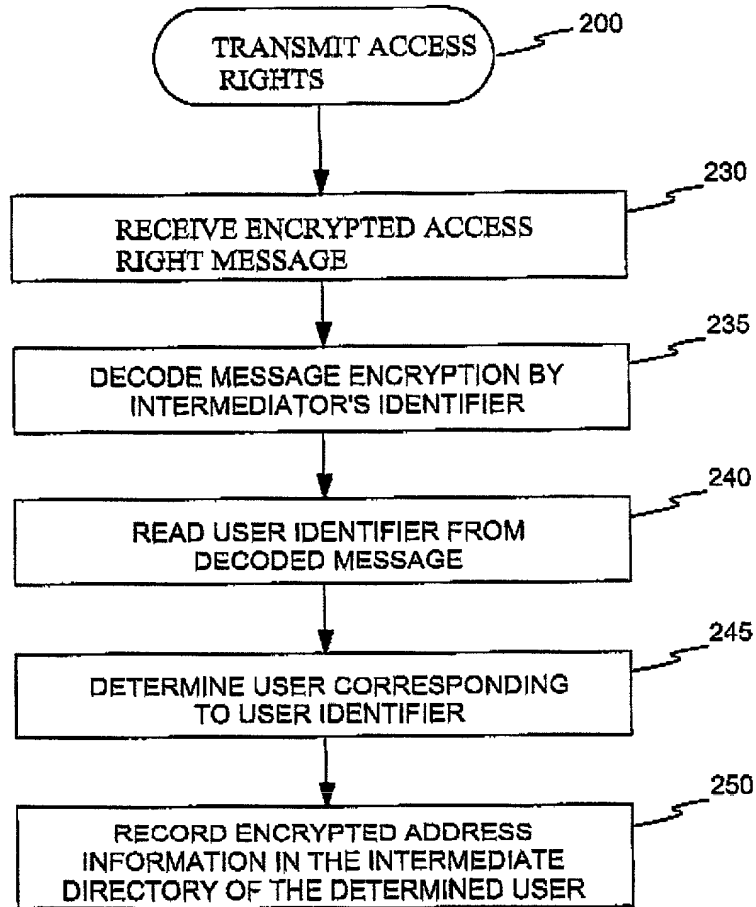 TRANSMIT ACCESS
RIGHTS
200
230
RECEIVE ENCRYPTED ACCESS
RIGHT MESSAGE
235
DECODE MESSAGE ENCRYPTION BY
INTERMEDIATOR'S IDENTIFIER
240
READ USER IDENTIFIER FROM
DECODED MESSAGE
245
DETERMINE USER CORRESPONDING
TO USER IDENTIFIER
250
RECORD ENCRYPTED ADDRESS
INFORMATION IN THE INTERMEDIATE
DIRECTORY OF THE DETERMINED USER